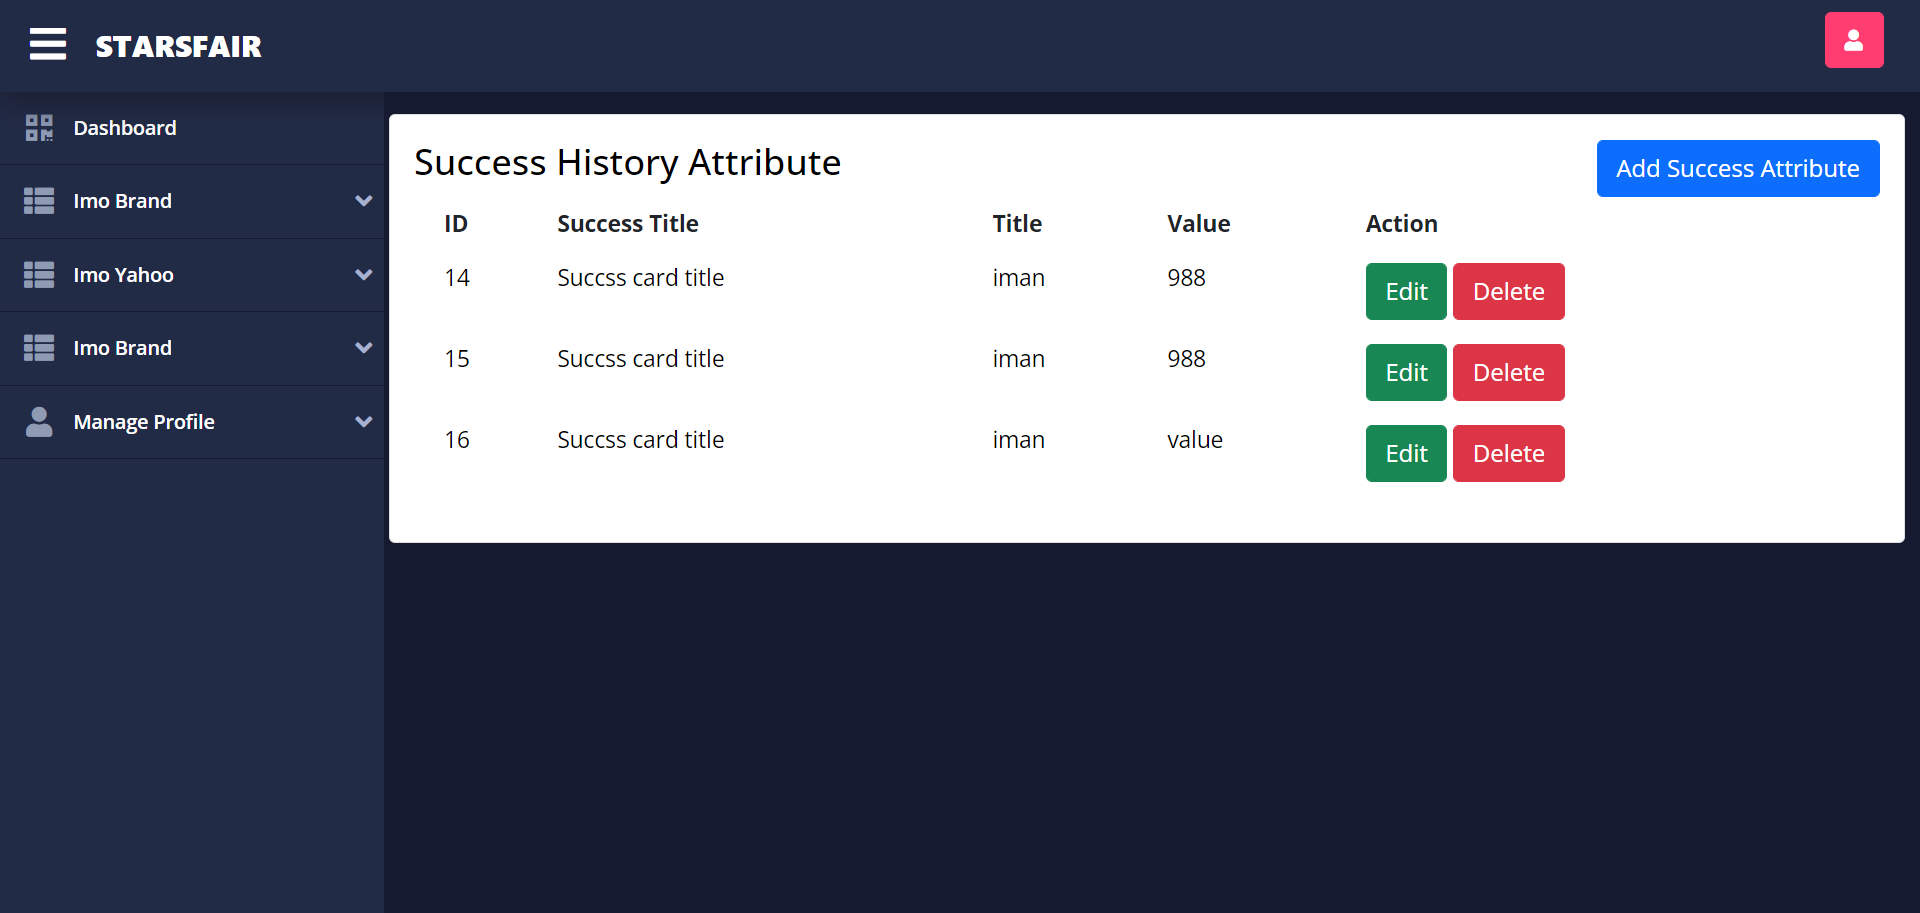 STARSFAIR
Dashboard
Imo Brand
Imo Yahoo
Imo Brand
Manage Profile
Success History Attribute
Add Success Attribute
ID Success Title Title Value Action
14 Succss card title iman 988 Edit Delete
15 Succss card title iman 988 Edit Delete
16 Succss card title iman value Edit Delete